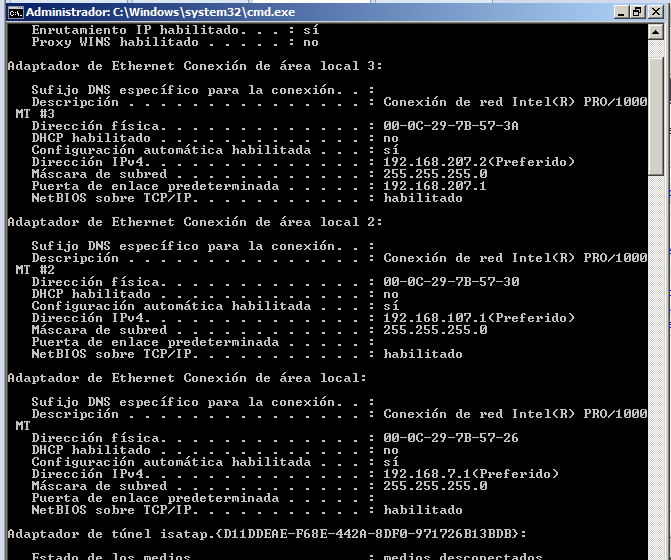 Administrador: C:\Windows\system32\cmd.exe
Enrutamiento IP habilitado. . . : sí
Proxy WINS habilitado . . . . . : no
Adaptador de Ethernet Conexión de área local 3:
Sufijo DNS específico para la conexión. . :
Descripción . . . . . . . . . . . . . . . : Conexión de red Intel(R) PRO/1000
MT #3
Dirección física. . . . . . . . . . . . . : 00-0C-29-7B-57-3A
DHCP habilitado . . . . . . . . . . . . . : no
Configuración automática habilitada . . . : sí
Dirección IPv4. . . . . . . . . . . . . . : 192.168.207.2(Preferido)
Máscara de subred . . . . . . . . . . . . : 255.255.255.0
Puerta de enlace predeterminada . . . . . : 192.168.207.1
NetBIOS sobre TCP/IP. . . . . . . . . . . : habilitado
Adaptador de Ethernet Conexión de área local 2:
Sufijo DNS específico para la conexión. . :
Descripción . . . . . . . . . . . . . . . : Conexión de red Intel(R) PRO/1000
MT #2
Dirección física. . . . . . . . . . . . . : 00-0C-29-7B-57-30
DHCP habilitado . . . . . . . . . . . . . : no
Configuración automática habilitada . . . : sí
Dirección IPv4. . . . . . . . . . . . . . : 192.168.107.1(Preferido)
Máscara de subred . . . . . . . . . . . . : 255.255.255.0
Puerta de enlace predeterminada . . . . . :
NetBIOS sobre TCP/IP. . . . . . . . . . . : habilitado
Adaptador de Ethernet Conexión de área local:
Sufijo DNS específico para la conexión. . :
Descripción . . . . . . . . . . . . . . . : Conexión de red Intel(R) PRO/1000
MT
Dirección física. . . . . . . . . . . . . : 00-0C-29-7B-57-26
DHCP habilitado . . . . . . . . . . . . . : no
Configuración automática habilitada . . . : sí
Dirección IPv4. . . . . . . . . . . . . . : 192.168.7.1(Preferido)
Máscara de subred . . . . . . . . . . . . : 255.255.255.0
Puerta de enlace predeterminada . . . . . :
NetBIOS sobre TCP/IP. . . . . . . . . . . : habilitado
Adaptador de túnel isatap.{D11DDEAE-F68E-442A-8DF0-971726B13BDB}:
Estado de los medios. . . . . . . . . . . : medios desconectados